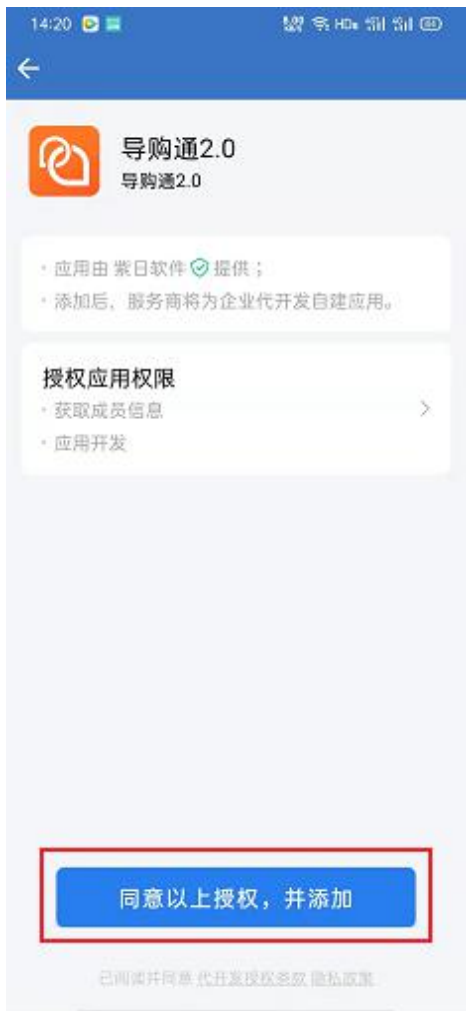 14:20
导购通2.0
导购通2.0
· 应用由 紫日软件 提供；
· 添加后，服务商将为企业代开发自建应用。
授权应用权限
· 获取成员信息
· 应用开发
同意以上授权，并添加
已阅读并同意 代开发授权条款 隐私政策